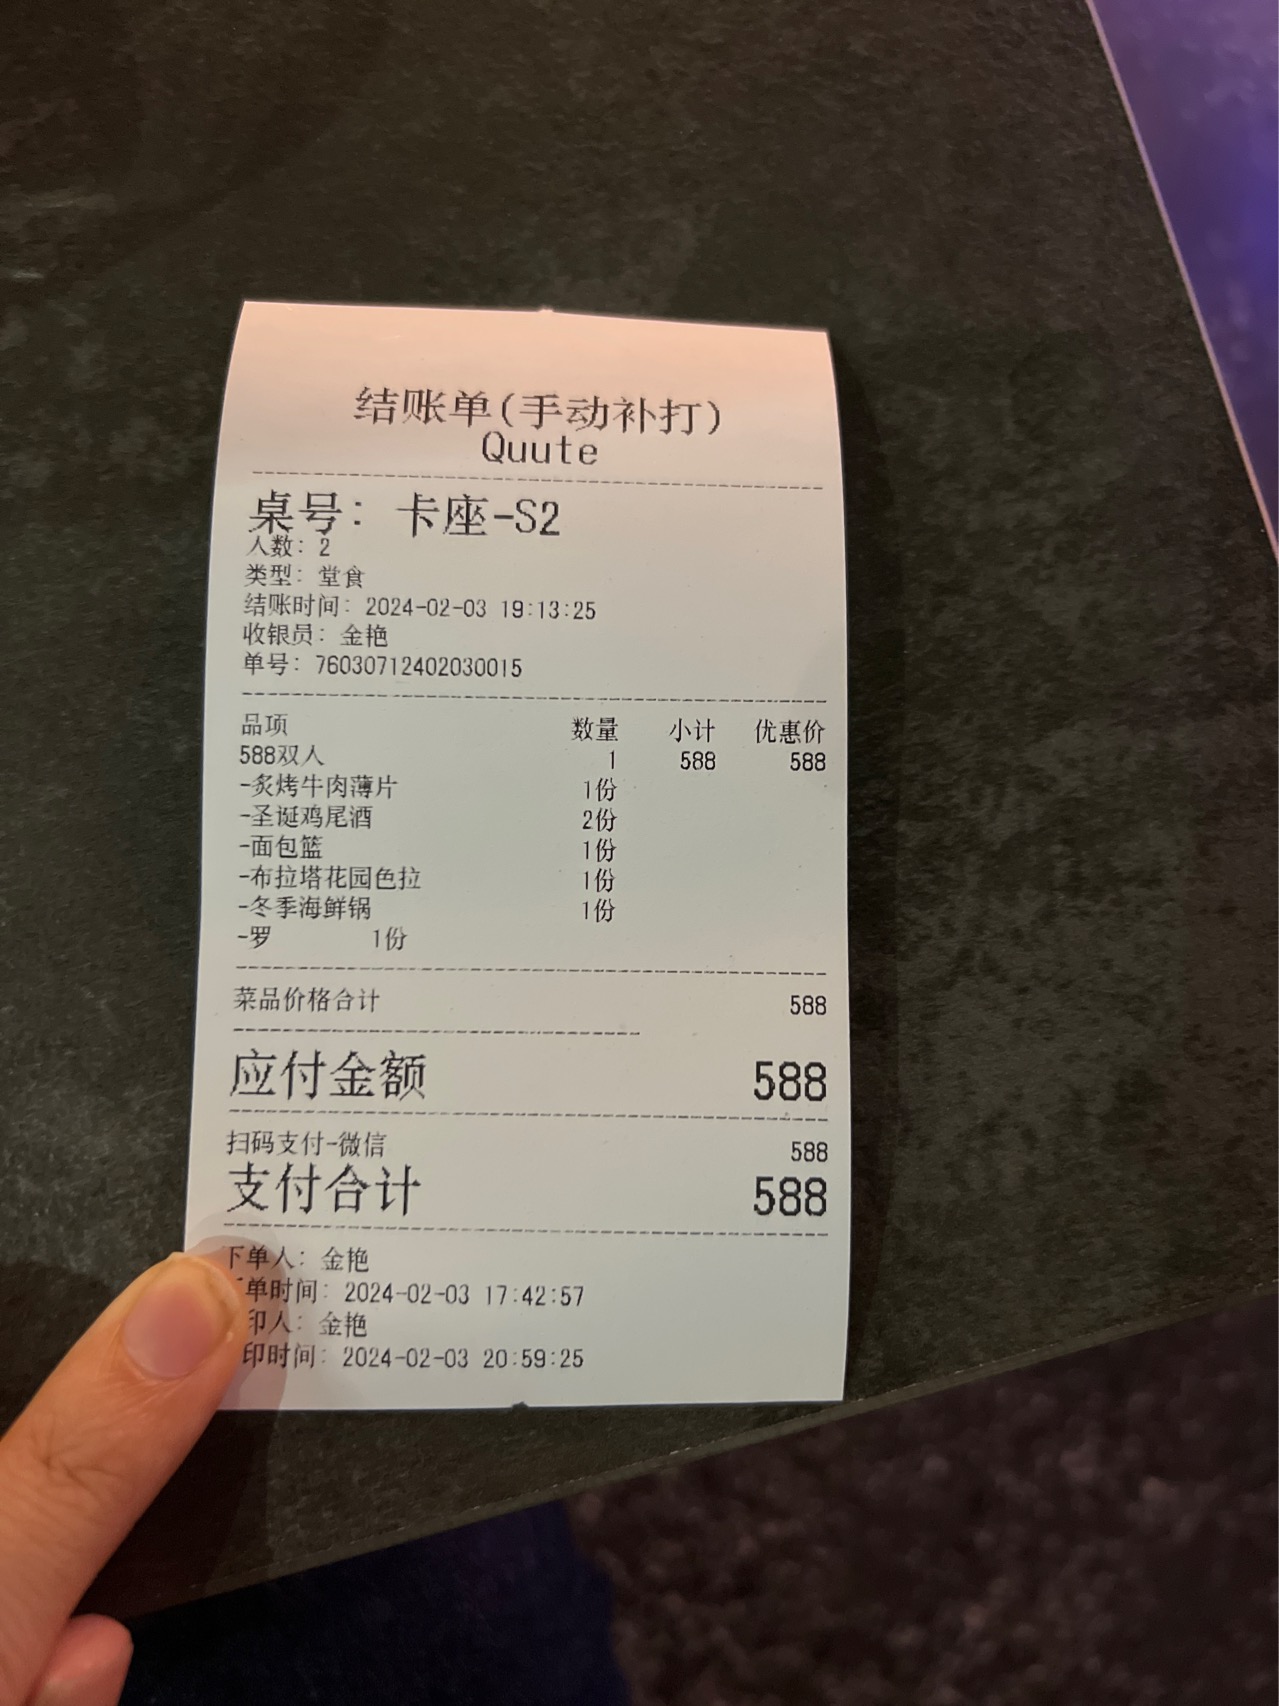 结账单(手动补打)
Quute
桌号: 卡座-S2
人数: 2
类型: 堂食
结账时间: 2024-02-03 19:13:25
收银员: 金艳
单号: 76030712402030015
品项 数量 小计 优惠价
588双人 1 588 588
-炙烤牛肉薄片 1份
-圣诞鸡尾酒 2份
-面包篮 1份
-布拉塔花园色拉 1份
-冬季海鲜锅 1份
-罗 1份
菜品价格合计 588
应付金额 588
扫码支付-微信 588
支付合计 588
下单人: 金艳
单时间: 2024-02-03 17:42:57
印人: 金艳
印时间: 2024-02-03 20:59:25